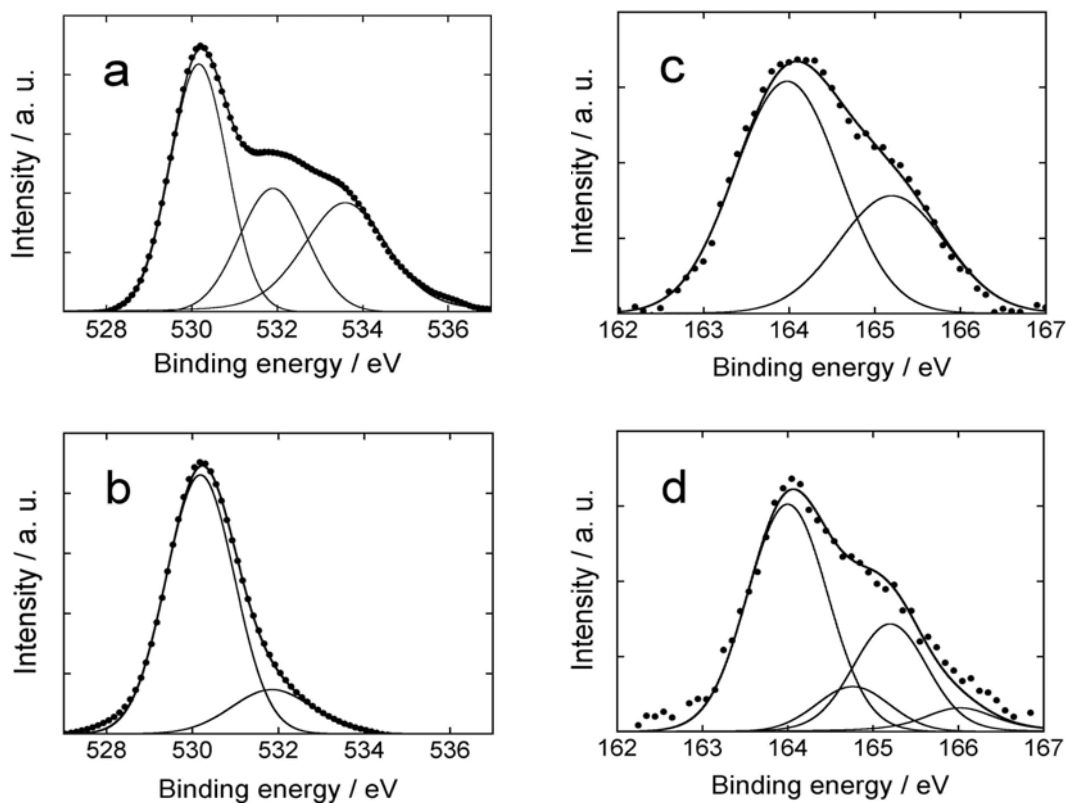 a
Intensity / a. u.
528 530 532 534 536
Binding energy / eV
c
Intensity / a. u.
162 163 164 165 166 167
Binding energy / eV
b
Intensity / a. u.
528 530 532 534 536
Binding energy / eV
d
Intensity / a. u.
162 163 164 165 166 167
Binding energy / eV